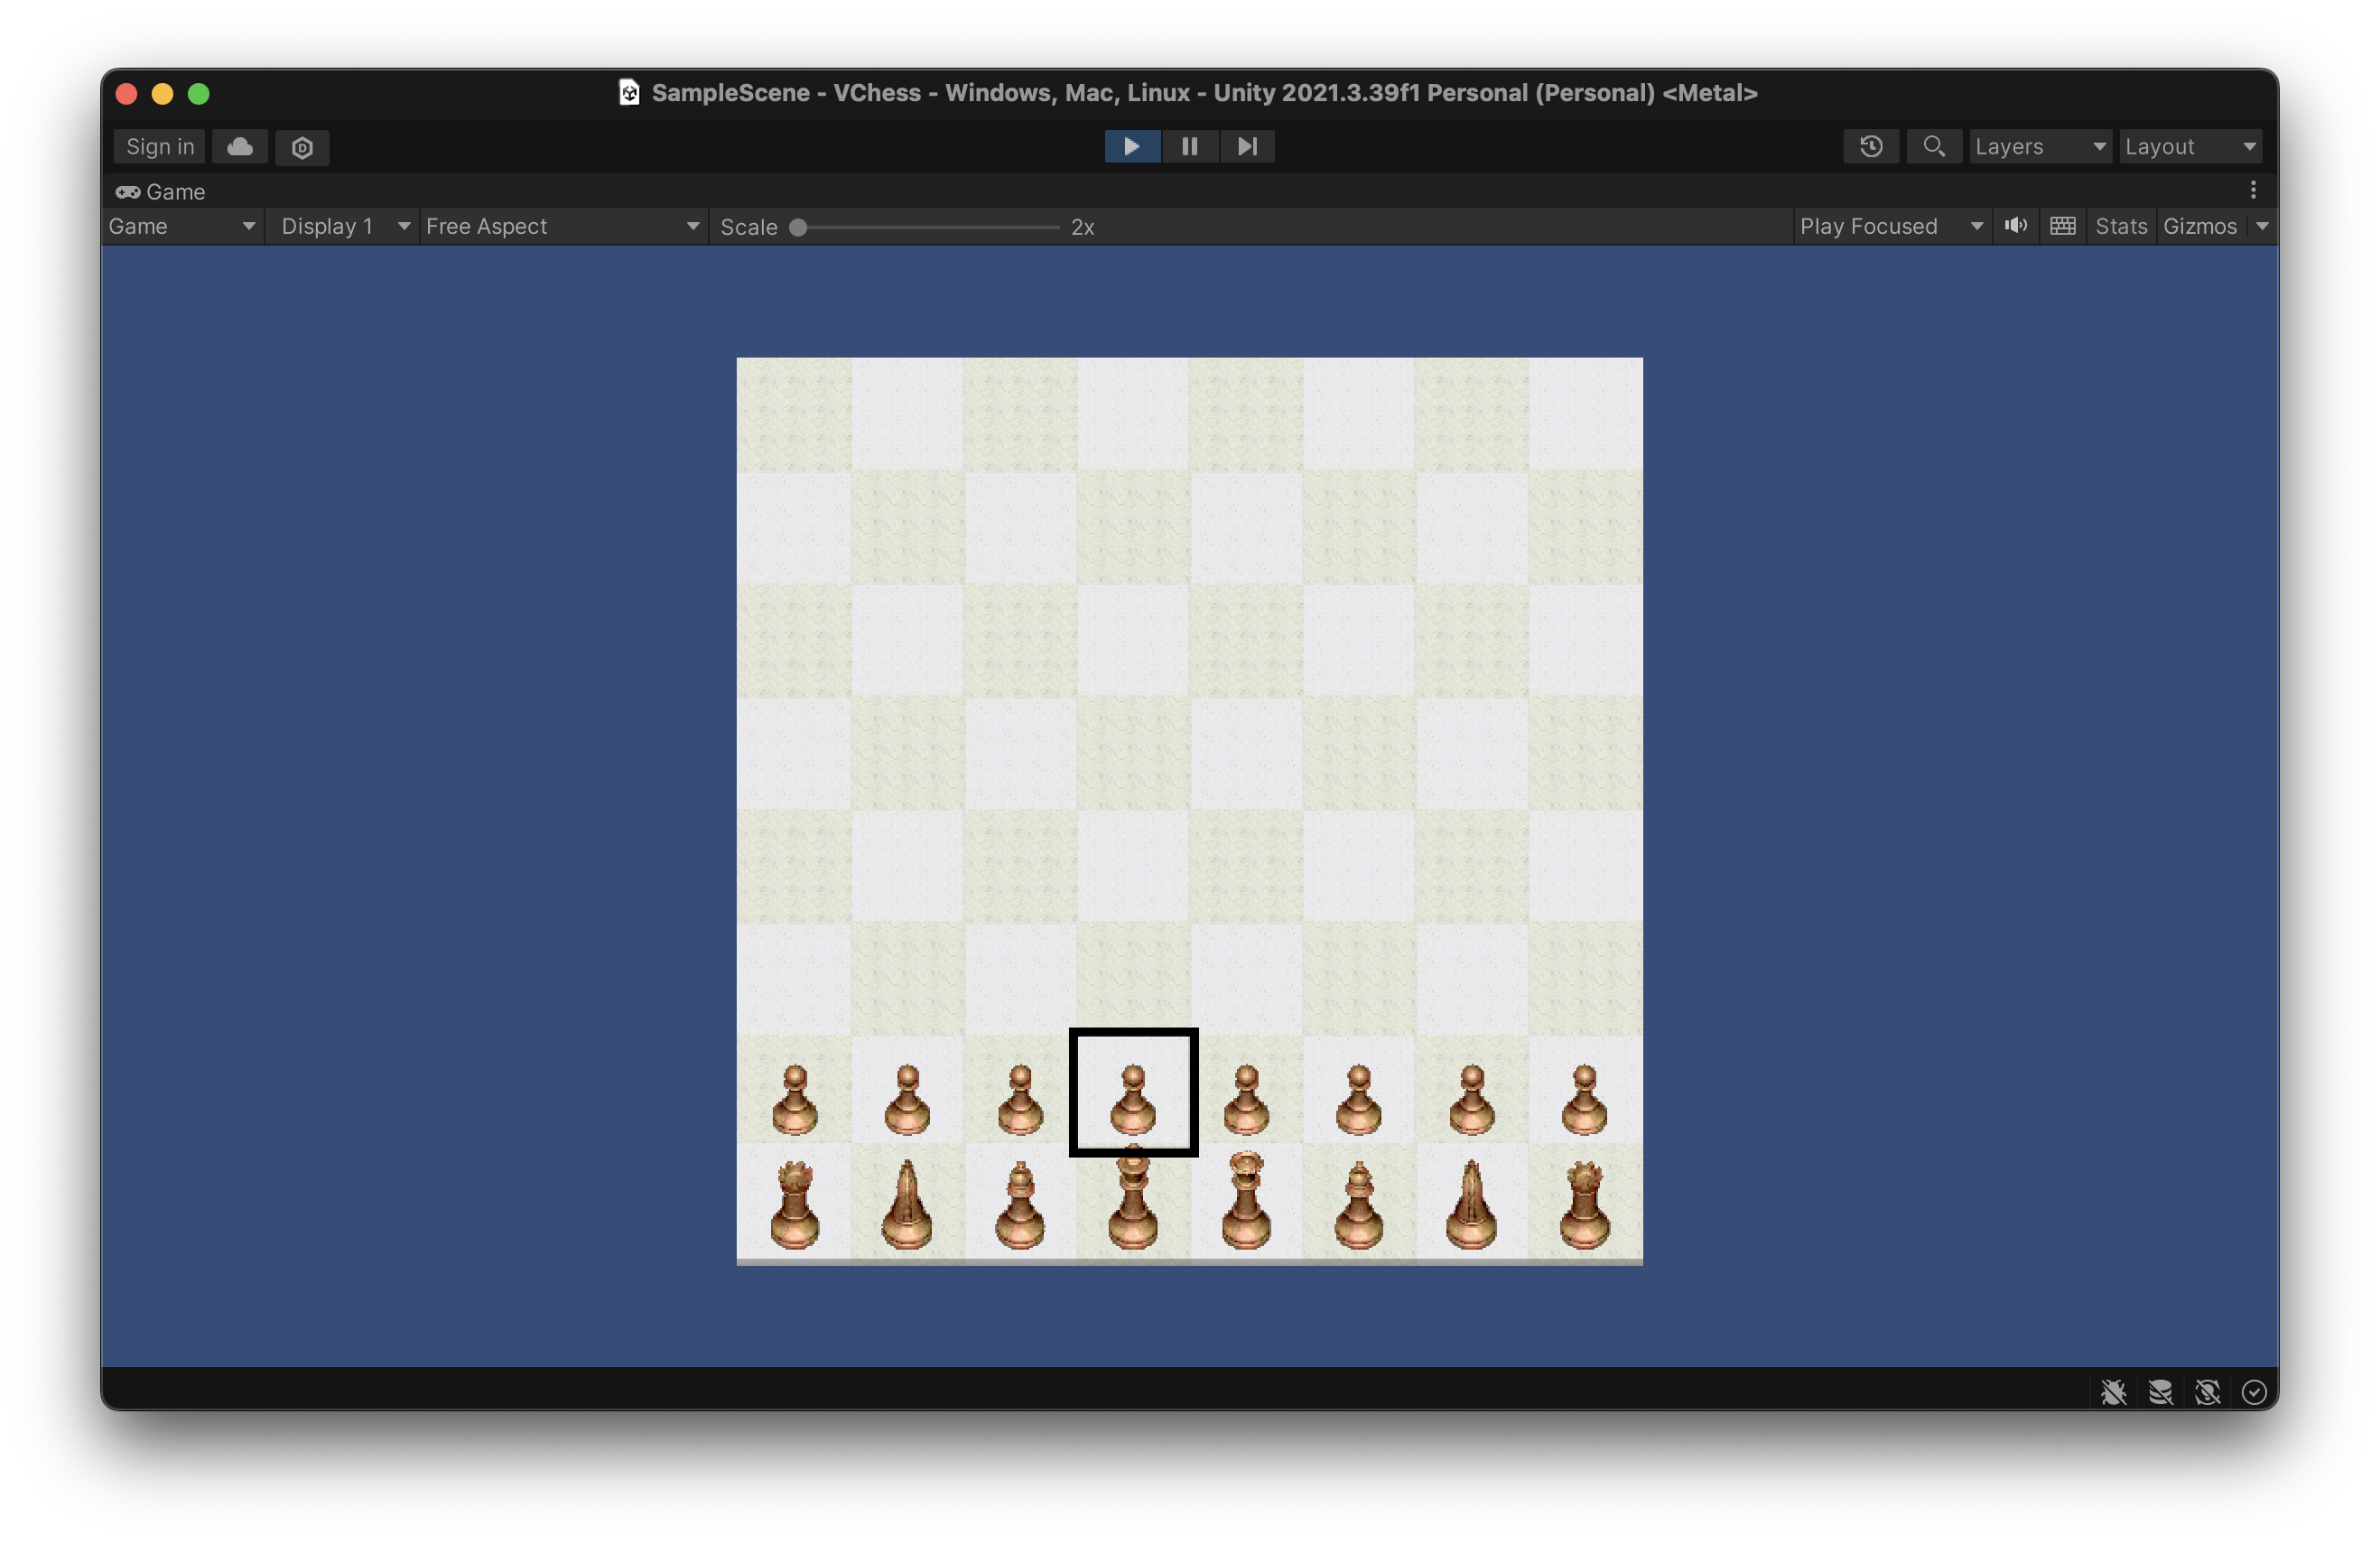 SampleScene - VChess - Windows, Mac, Linux - Unity 2021.3.39f1 Personal (Personal) <Metal>
Sign in
Layers
Layout
Game
Game
Display 1
Free Aspect
Scale
2x
Play Focused
Stats
Gizmos